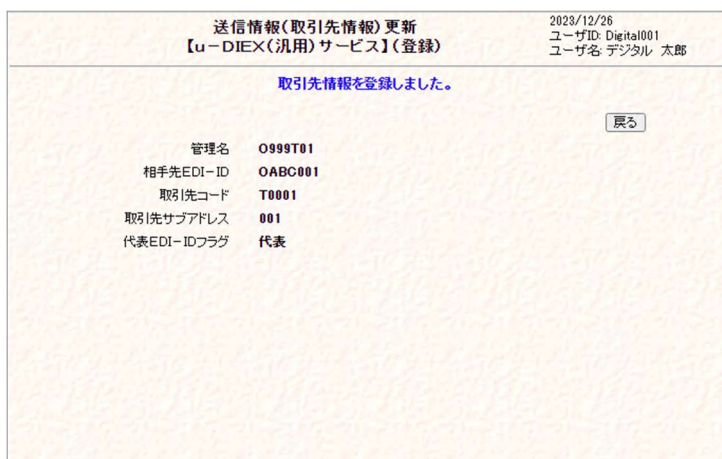 送信情報(取引先情報)更新
【u-DIEX(汎用)サービス】(登録)
2023/12/26
ユーザID: Digital001
ユーザ名: デジタル 太郎
取引先情報を登録しました。
戻る
管理名 O999T01
相手先EDI-ID OABC001
取引先コード T0001
取引先サブアドレス 001
代表EDI-IDフラグ 代表